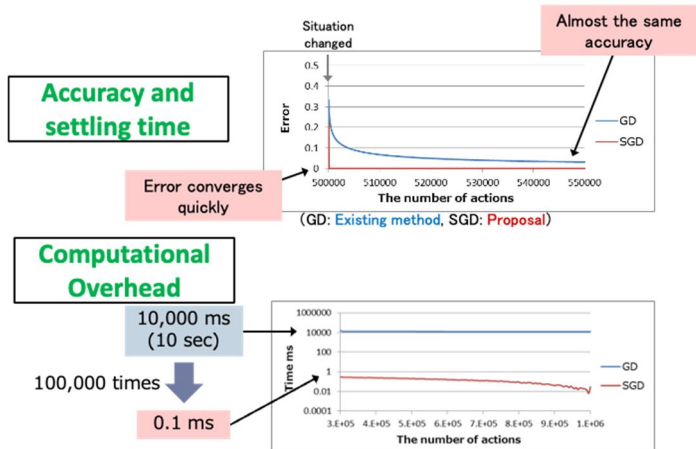 Situation
changed
Almost the same
accuracy
Accuracy and
settling time
Error
0.5
0.4
0.3
0.2
0.1
0
GD
SGD
500000 510000 520000 530000 540000 550000
The number of actions
Error converges
quickly
(GD: Existing method, SGD: Proposal)
Computational
Overhead
10,000 ms
(10 sec)
100,000 times
0.1 ms
Time ms
1000000
10000
100
1
0.01
0.0001
GD
SGD
3.E+05 4.E+05 5.E+05 6.E+05 7.E+05 8.E+05 9.E+05 1.E+06
The number of actions